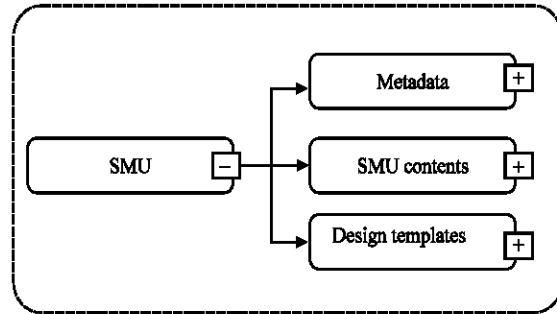 Metadata
+
SMU
−
SMU contents
+
Design templates
+